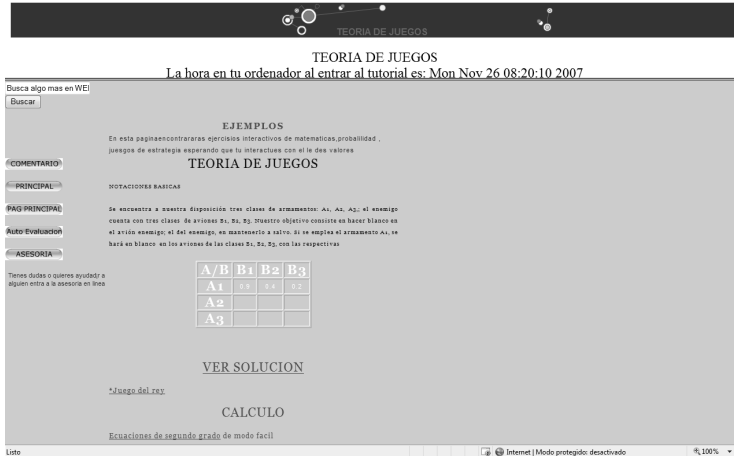 TEORIA DE JUEGOS
TEORIA DE JUEGOS
La hora en tu ordenador al entrar al tutorial es: Mon Nov 26 08:20:10 2007
Busca algo mas en WEI
Buscar
EJEMPLOS
En esta paginaencontrararas ejercisios interactivos de matematicas,probalilidad ,
juesgos de estrategia esperando que tu interactues con el le des valores
TEORIA DE JUEGOS
COMENTARIO
PRINCIPAL
PAG PRINCIPAL
Auto Evaluacion
ASESORIA
Tienes dudas o quieres ayudadr a
alguien entra a la asesoria en linea
NOTACIONES BASICAS
Se encuentra a nuestra disposición tres clases de armamentos: A1, A2, A3,; el enemigo
cuenta con tres clases de aviones B1, B2, B3. Nuestro objetivo consiste en hacer blanco en
el avión enemigo; el del enemigo, en mantenerlo a salvo. Si se emplea el armamento A1, se
hará en blanco en los aviones de las clases B1, B2, B3, con las respectivas
A/B B1 B2 B3
A1 0.9 0.4 0.2
A2
A3
VER SOLUCION
*Juego del rey
CALCULO
Ecuaciones de segundo grado de modo facil
Listo
Internet | Modo protegido: desactivado
100%